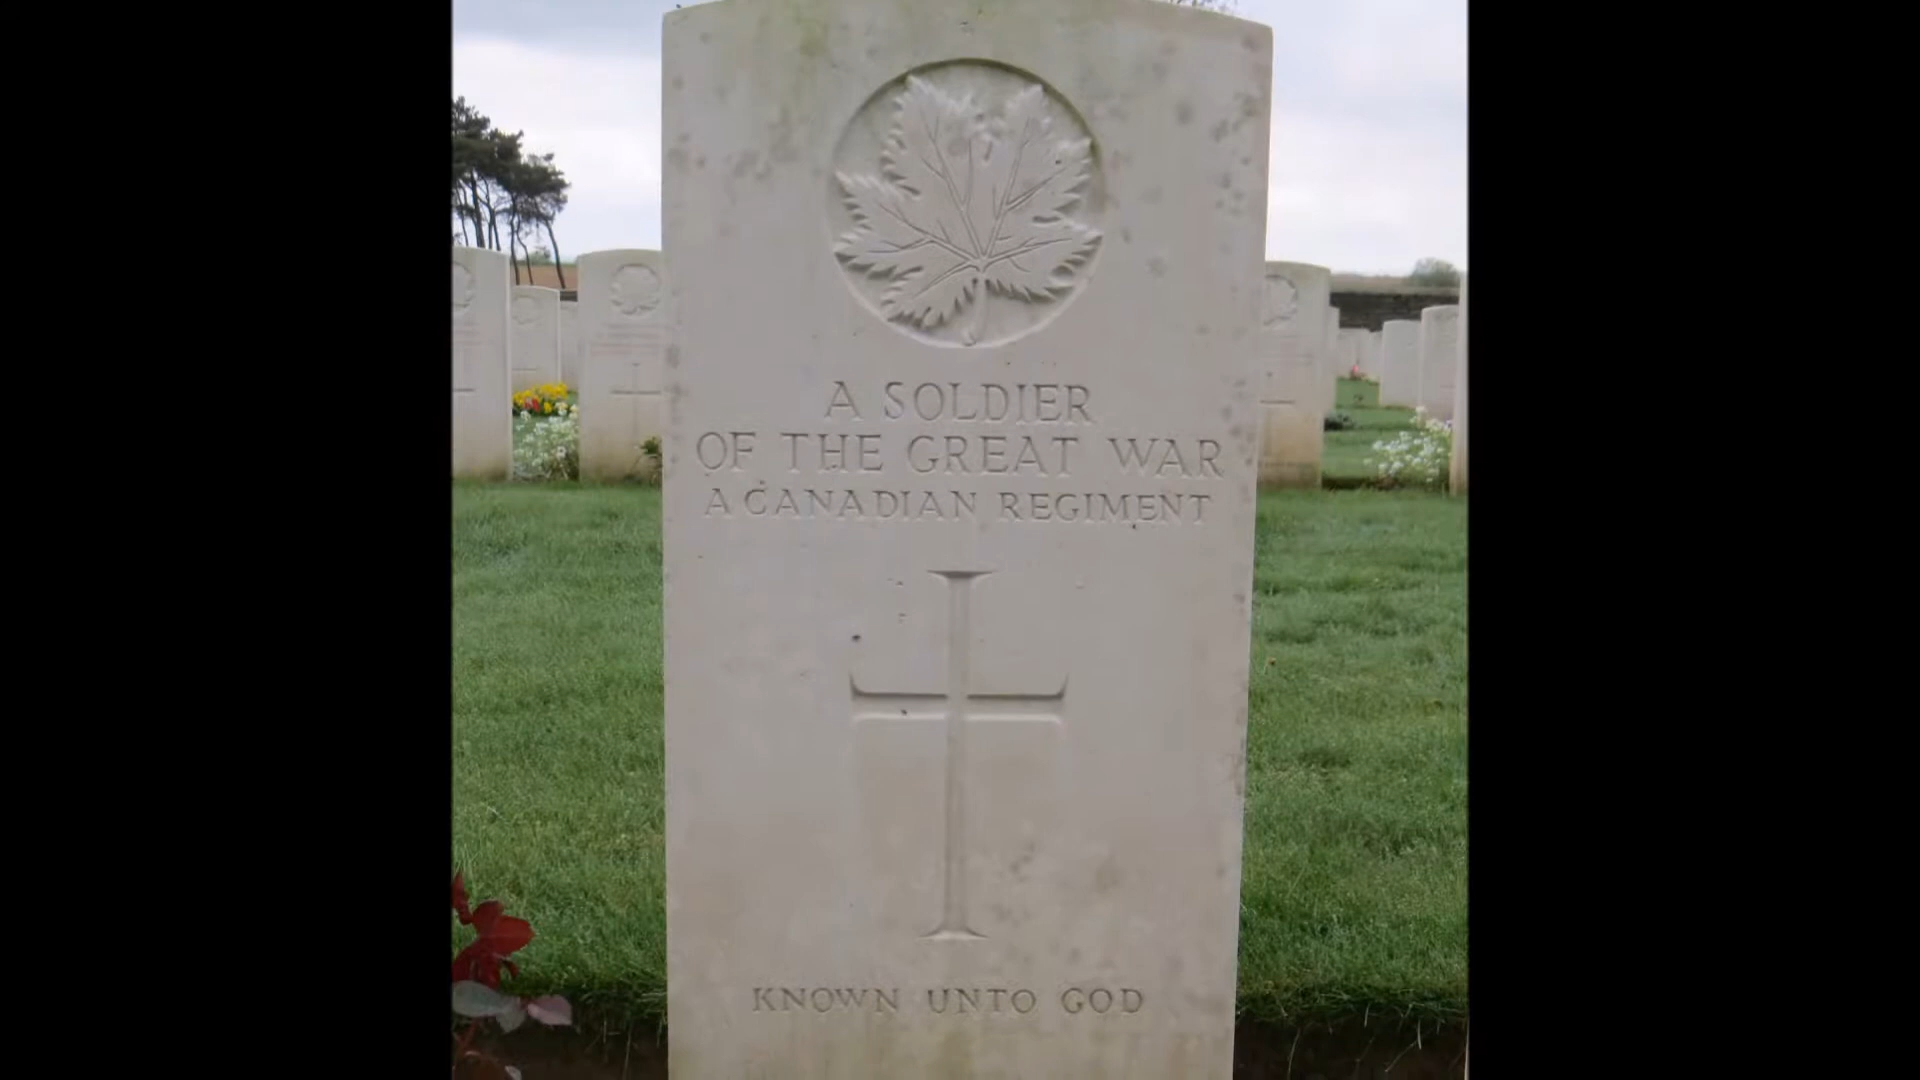 A SOLDIER
OF THE GREAT WAR
A CANADIAN REGIMENT
KNOWN UNTO GOD